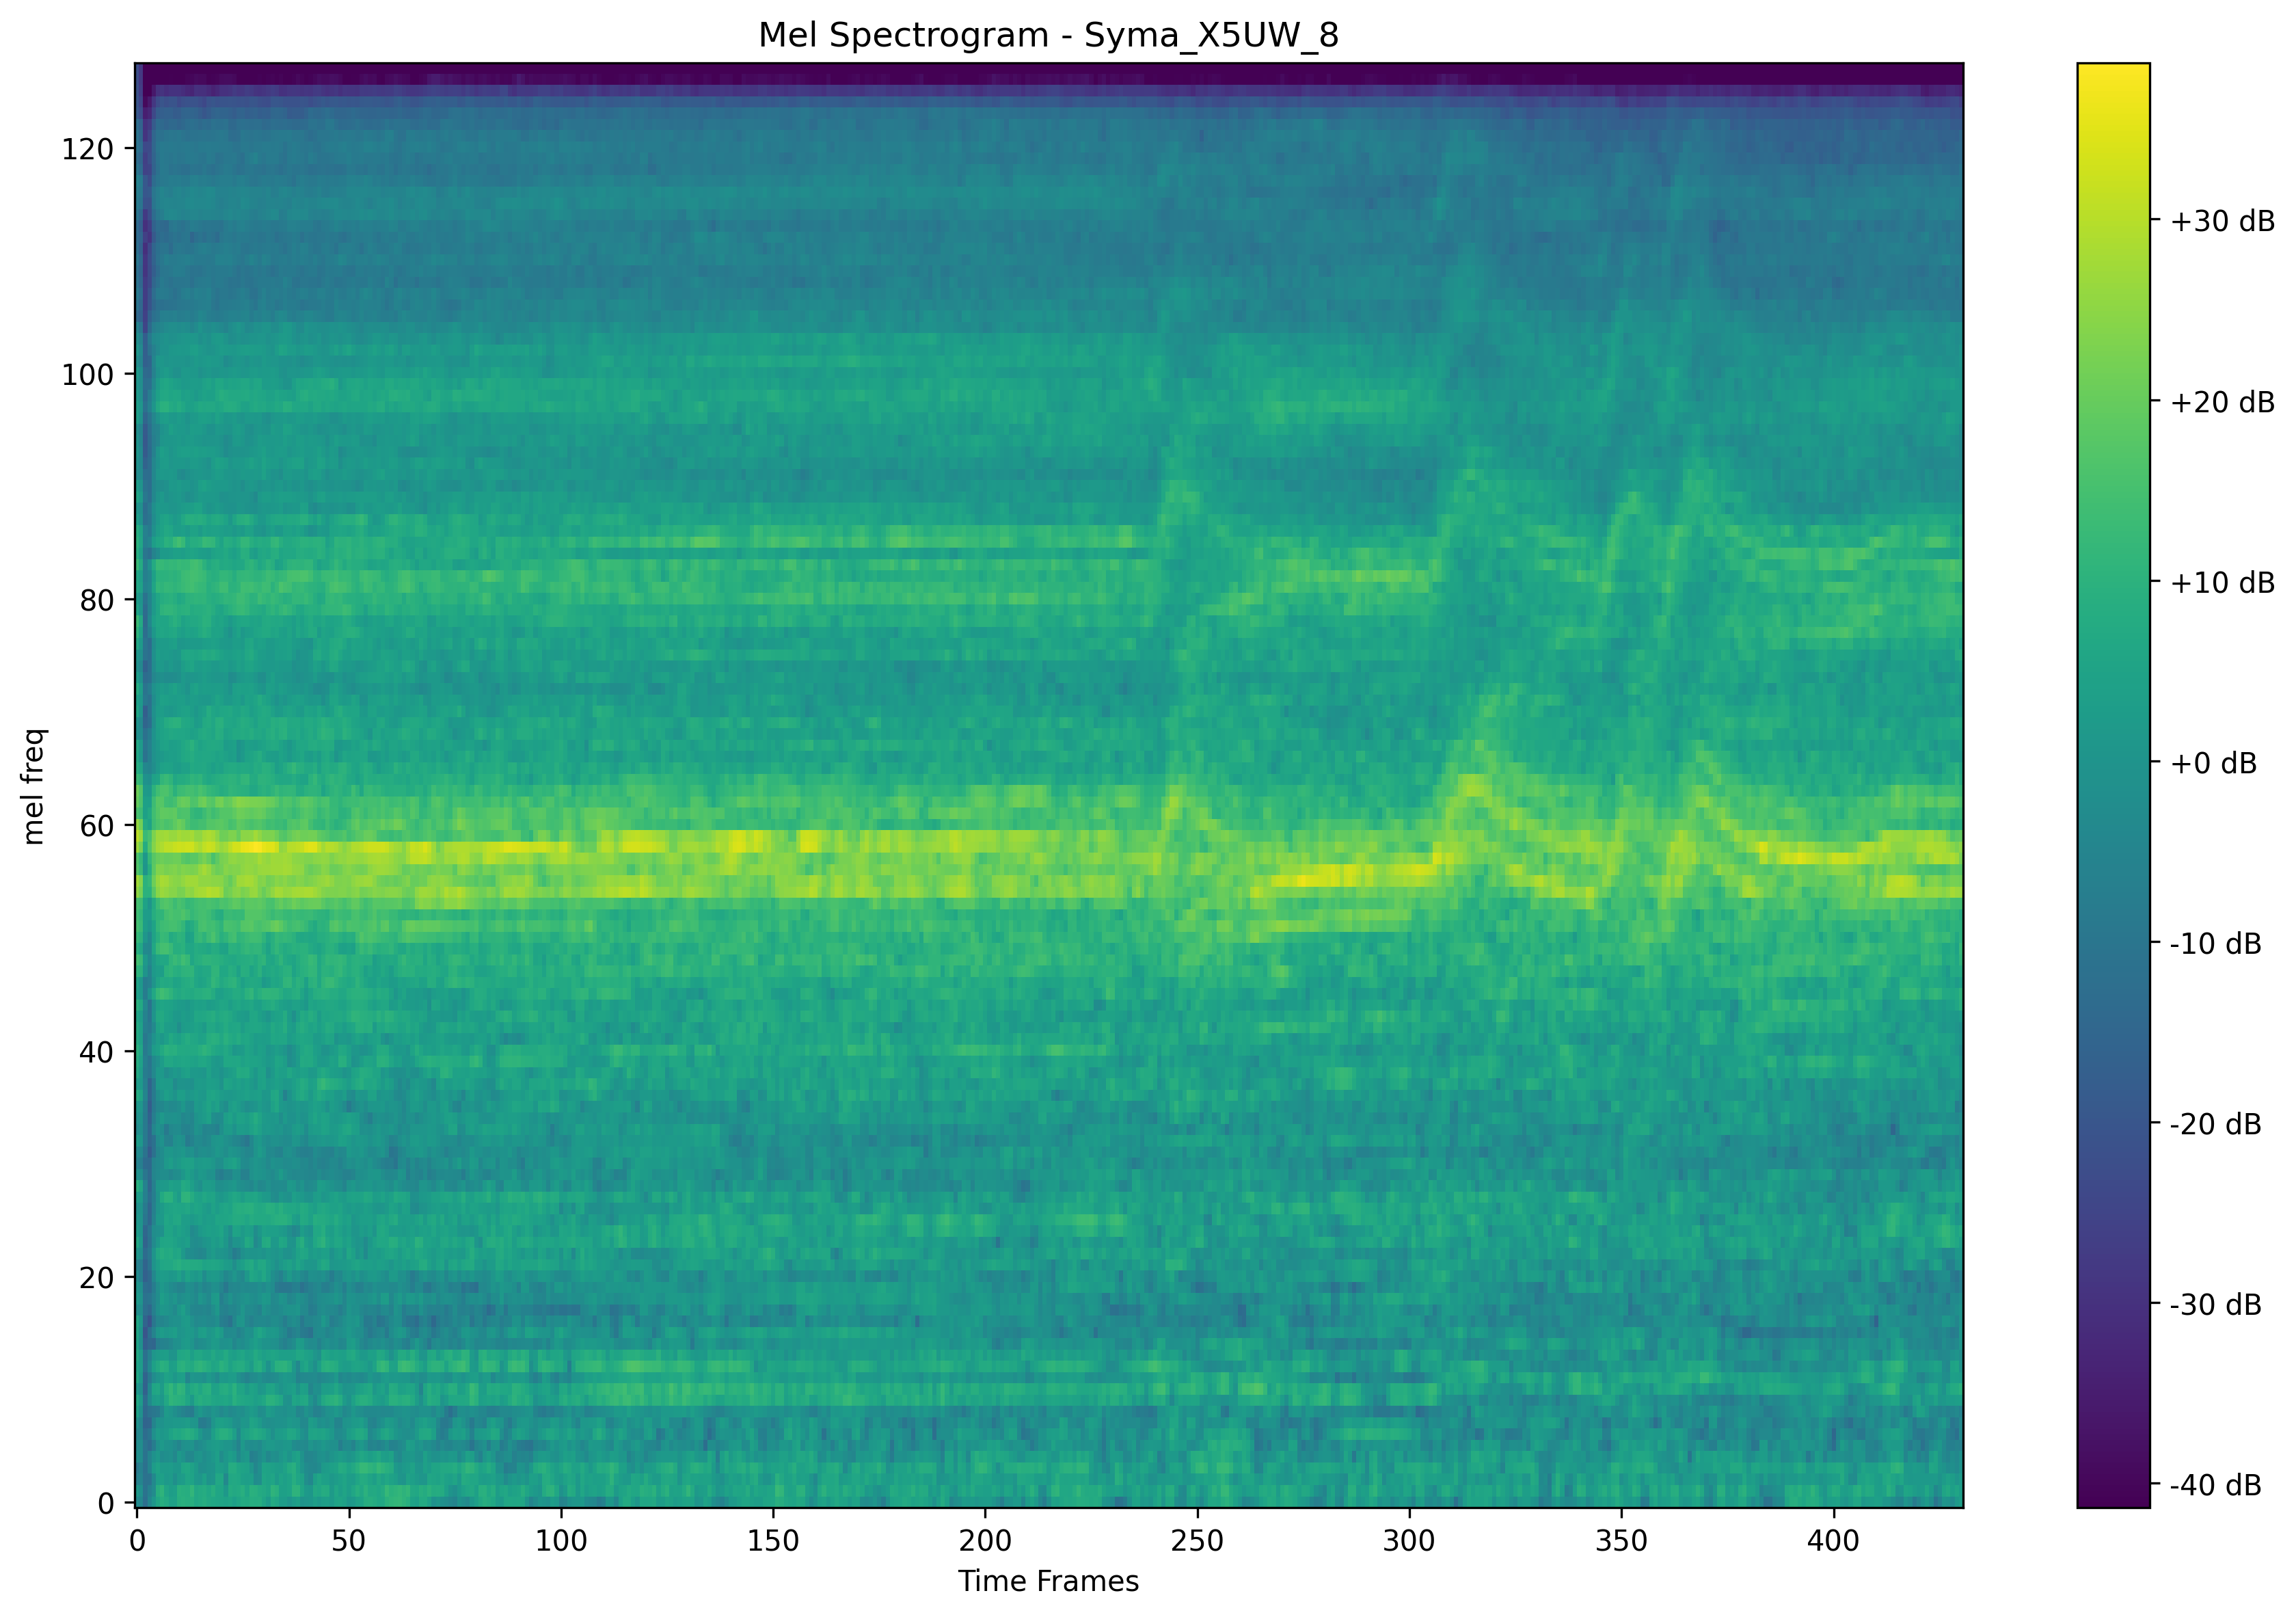 Mel Spectrogram - Syma_X5UW_8
mel freq
120
100
80
60
40
20
0
0 50 100 150 200 250 300 350 400
Time Frames
+30 dB
+20 dB
+10 dB
+0 dB
-10 dB
-20 dB
-30 dB
-40 dB